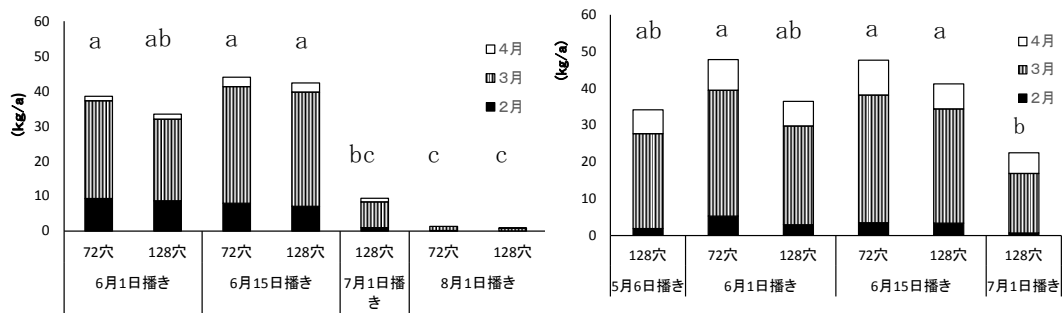 60
50
40
30
20
10
0
(kg/a)
a ab a a bc c c
4月
3月
2月
72穴 128穴 72穴 128穴 128穴 72穴 128穴
6月1日播き 6月15日播き 7月1日播
き 8月1日播き
60
50
40
30
20
10
0
(kg/a)
ab a ab a a b
4月
3月
2月
128穴 72穴 128穴 72穴 128穴 128穴
5月6日播き 6月1日播き 6月15日播き 7月1日播き